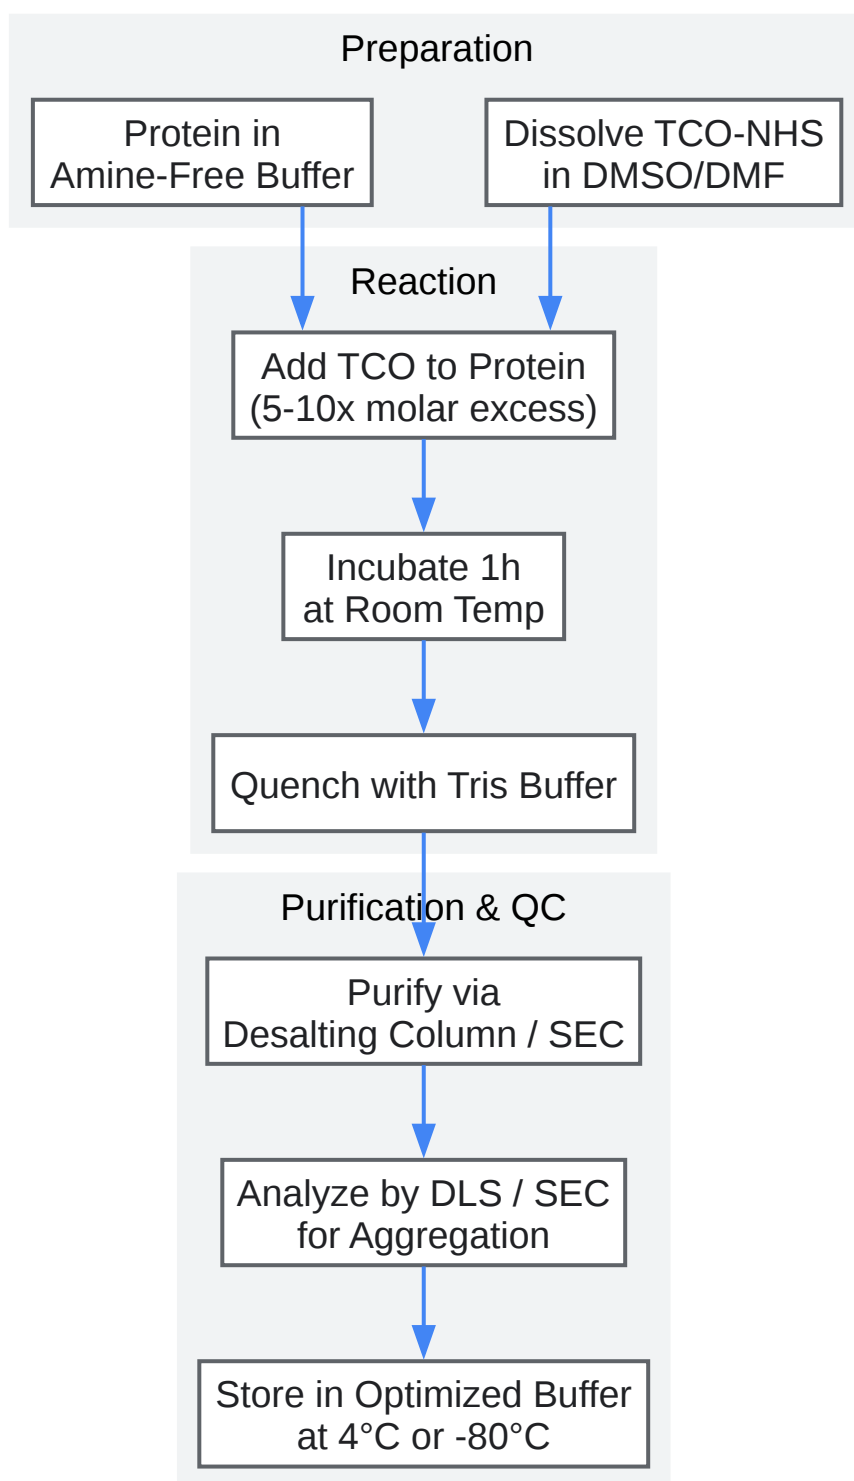 Preparation
Protein in
Amine-Free Buffer
Dissolve TCO-NHS
in DMSO/DMF
Reaction
Add TCO to Protein
(5-10x molar excess)
Incubate 1h
at Room Temp
Quench with Tris Buffer
Purification & QC
Purify via
Desalting Column / SEC
Analyze by DLS / SEC
for Aggregation
Store in Optimized Buffer
at 4°C or -80°C